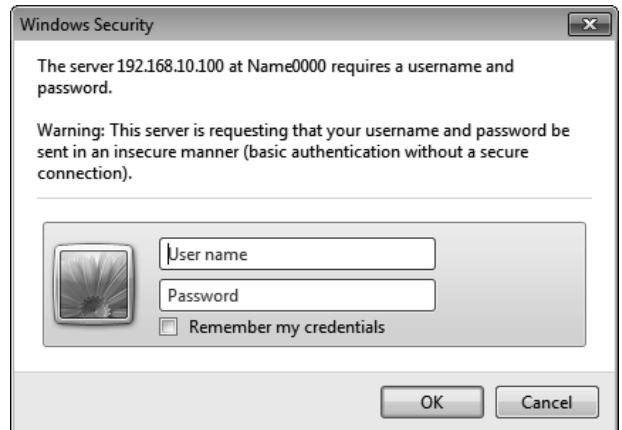 Windows Security
The server 192.168.10.100 at Name0000 requires a username and
password.
Warning: This server is requesting that your username and password be
sent in an insecure manner (basic authentication without a secure
connection).
User name
Password
Remember my credentials
OK
Cancel